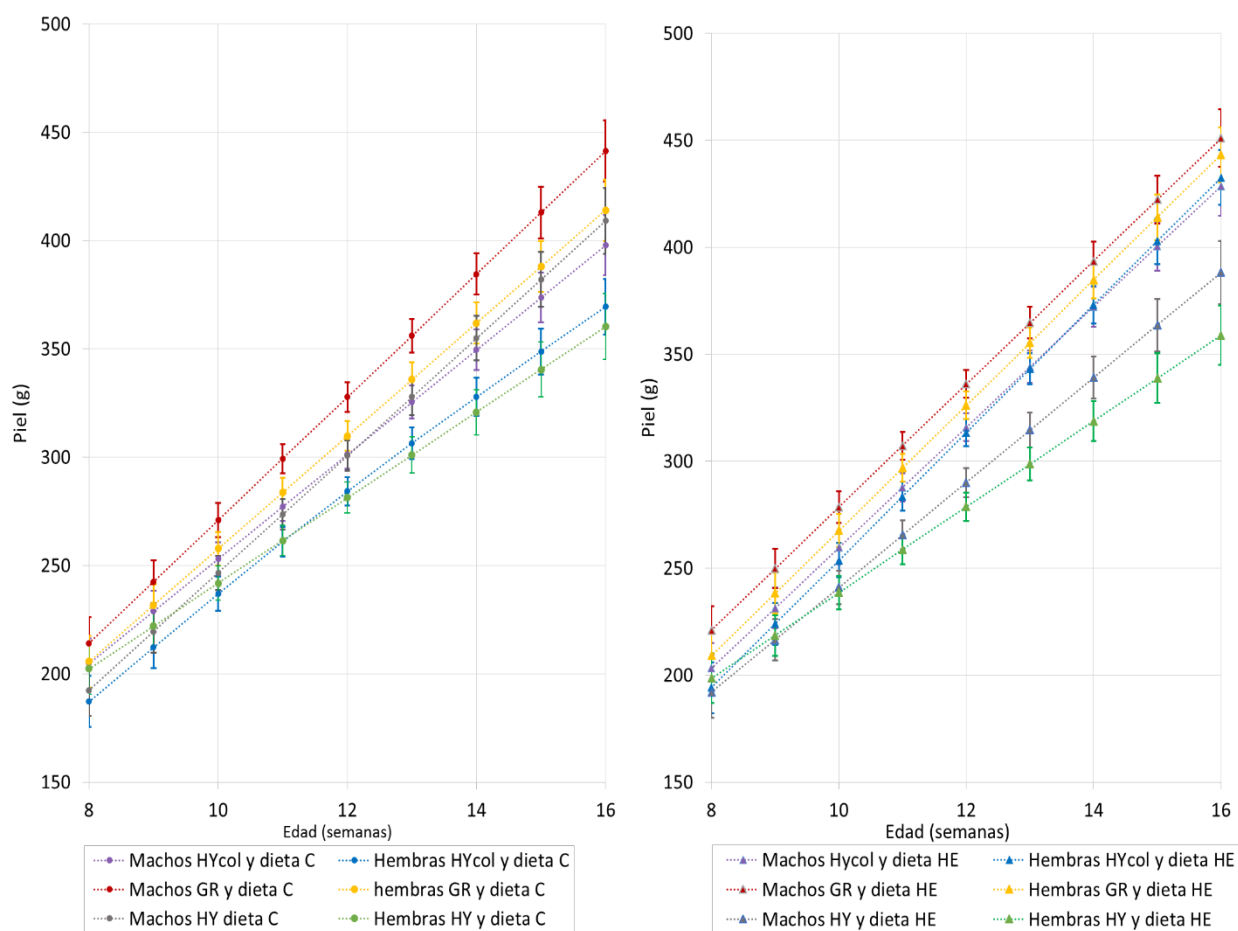 500
450
400
350
300
250
200
150
Piel (g)
8
10
12
14
16
Edad (semanas)
Machos HYcol y dieta C
Hembras HYcol y dieta C
Machos GR y dieta C
hembras GR y dieta C
Machos HY dieta C
Hembras HY y dieta C
500
450
400
350
300
250
200
150
Piel (g)
8
10
12
14
16
Edad (semanas)
Machos Hycol y dieta HE
Hembras HYcol y dieta HE
Machos GR y dieta HE
Hembras GR y dieta HE
Machos HY y dieta HE
Hembras HY y dieta HE